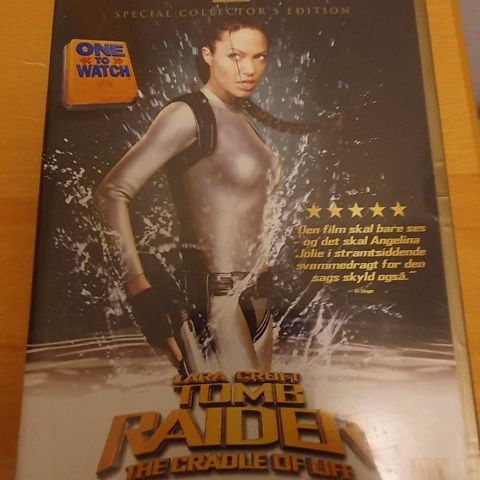 SPECIAL COLLECTOR'S EDITION
ONE
TO
WATCH
"Den film skal bare ses
og det skal Angelina
Jolie i stramtsiddende
svømmedragt for den
sags skyld også."
LARA CROFT
TOMB
RAIDER
THE CRADLE OF LIFE